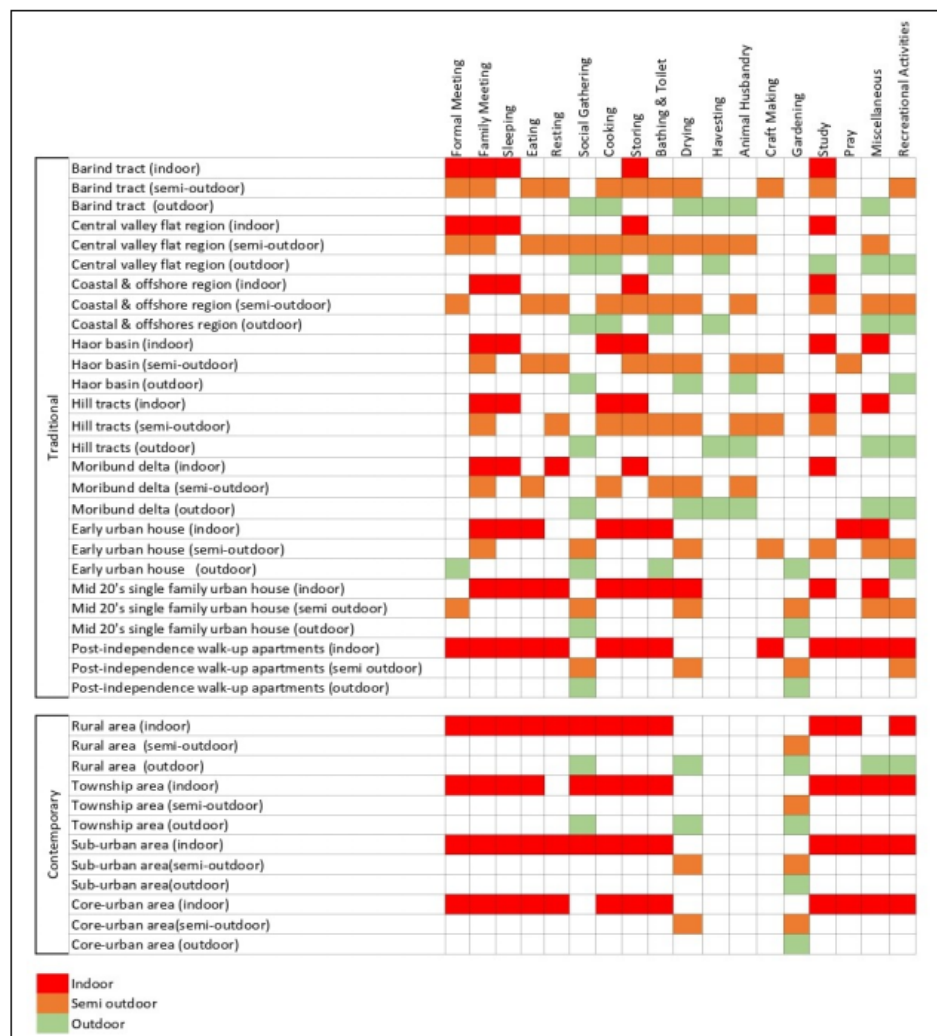 Formal Meeting
Family Meeting
Sleeping
Eating
Resting
Social Gathering
Cooking
Storing
Bathing & Toilet
Drying
Havesting
Animal Husbandry
Craft Making
Gardening
Study
Pray
Miscellaneous
Recreational Activities
Traditional
Barind tract (indoor)
Barind tract (semi-outdoor)
Barind tract (outdoor)
Central valley flat region (indoor)
Central valley flat region (semi-outdoor)
Central valley flat region (outdoor)
Coastal & offshore region (indoor)
Coastal & offshore region (semi-outdoor)
Coastal & offshores region (outdoor)
Haor basin (indoor)
Haor basin (semi-outdoor)
Haor basin (outdoor)
Hill tracts (indoor)
Hill tracts (semi-outdoor)
Hill tracts (outdoor)
Moribund delta (indoor)
Moribund delta (semi-outdoor)
Moribund delta (outdoor)
Early urban house (indoor)
Early urban house (semi-outdoor)
Early urban house (outdoor)
Mid 20's single family urban house (indoor)
Mid 20's single family urban house (semi outdoor)
Mid 20's single family urban house (outdoor)
Post-independence walk-up apartments (indoor)
Post-independence walk-up apartments (semi outdoor)
Post-independence walk-up apartments (outdoor)
Contemporary
Rural area (indoor)
Rural area (semi-outdoor)
Rural area (outdoor)
Township area (indoor)
Township area (semi-outdoor)
Township area (outdoor)
Sub-urban area (indoor)
Sub-urban area(semi-outdoor)
Sub-urban area(outdoor)
Core-urban area (indoor)
Core-urban area(semi-outdoor)
Core-urban area (outdoor)
Indoor
Semi outdoor
Outdoor